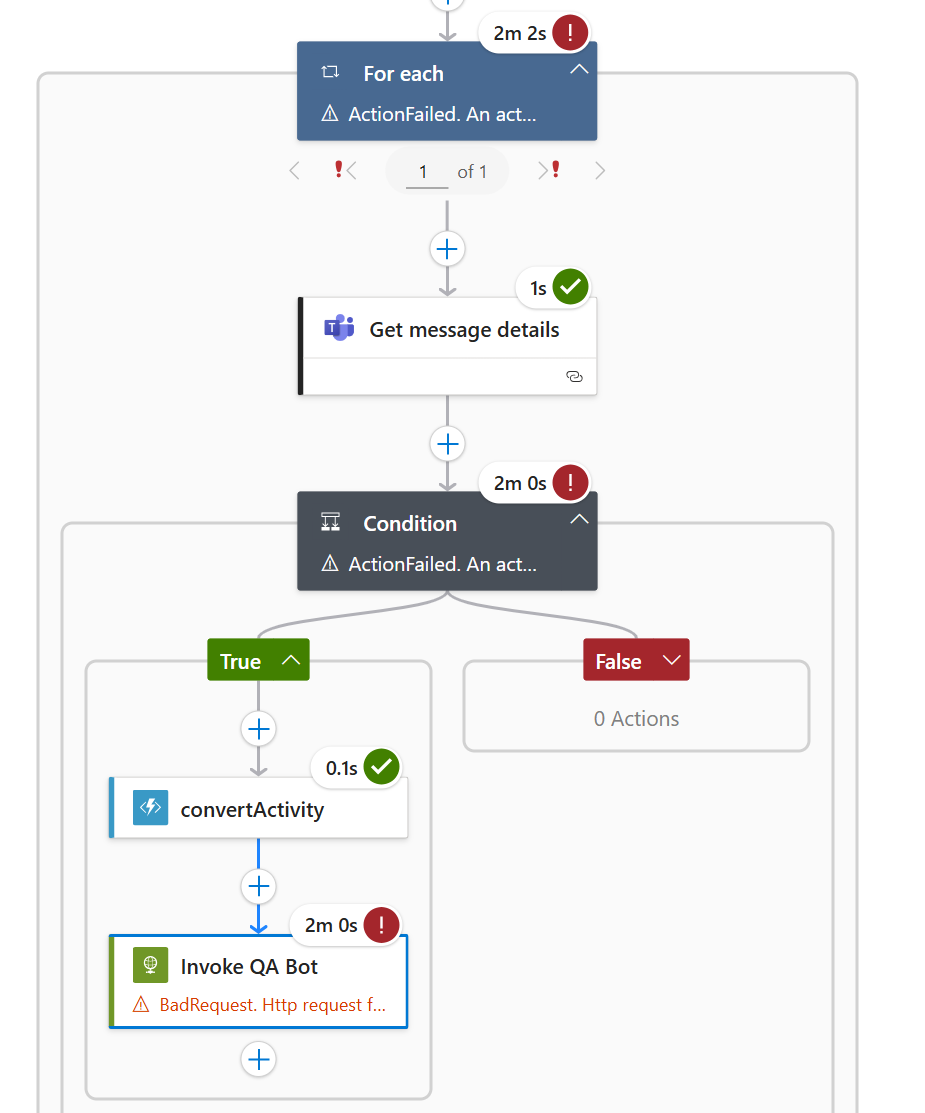 2m 2s
For each
ActionFailed. An act...
1 of 1
1s
Get message details
2m 0s
Condition
ActionFailed. An act...
True
False
0 Actions
0.1s
convertActivity
2m 0s
Invoke QA Bot
BadRequest. Http request f...